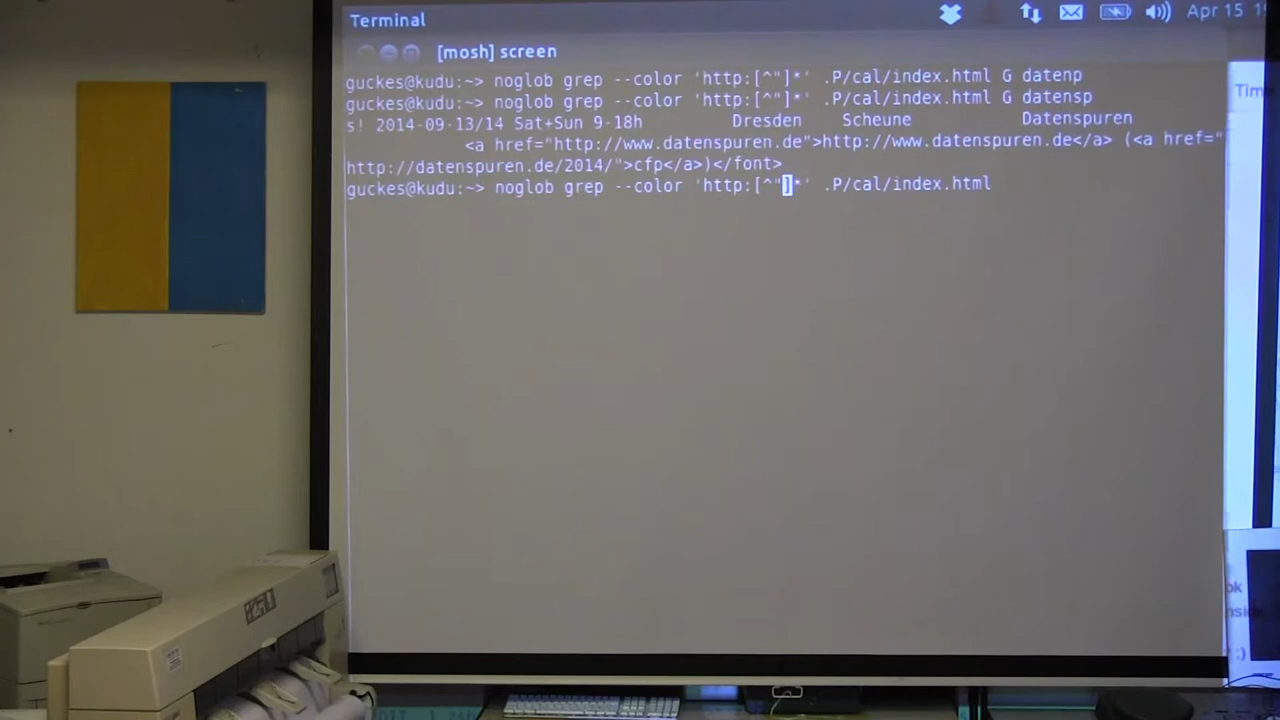 Terminal Apr 15
[mosh] screen
guckes@kudu:~> noglob grep --color 'http:[^"]*' .P/cal/index.html G datenp
guckes@kudu:~> noglob grep --color 'http:[^"]*' .P/cal/index.html G datensp
s! 2014-09-13/14 Sat+Sun 9-18h Dresden Scheune Datenspuren
<a href="http://www.datenspuren.de">http://www.datenspuren.de</a> (<a href="
http://datenspuren.de/2014/">cfp</a>)</font>
guckes@kudu:~> noglob grep --color 'http:[^"]*' .P/cal/index.html
Time
ok
:)